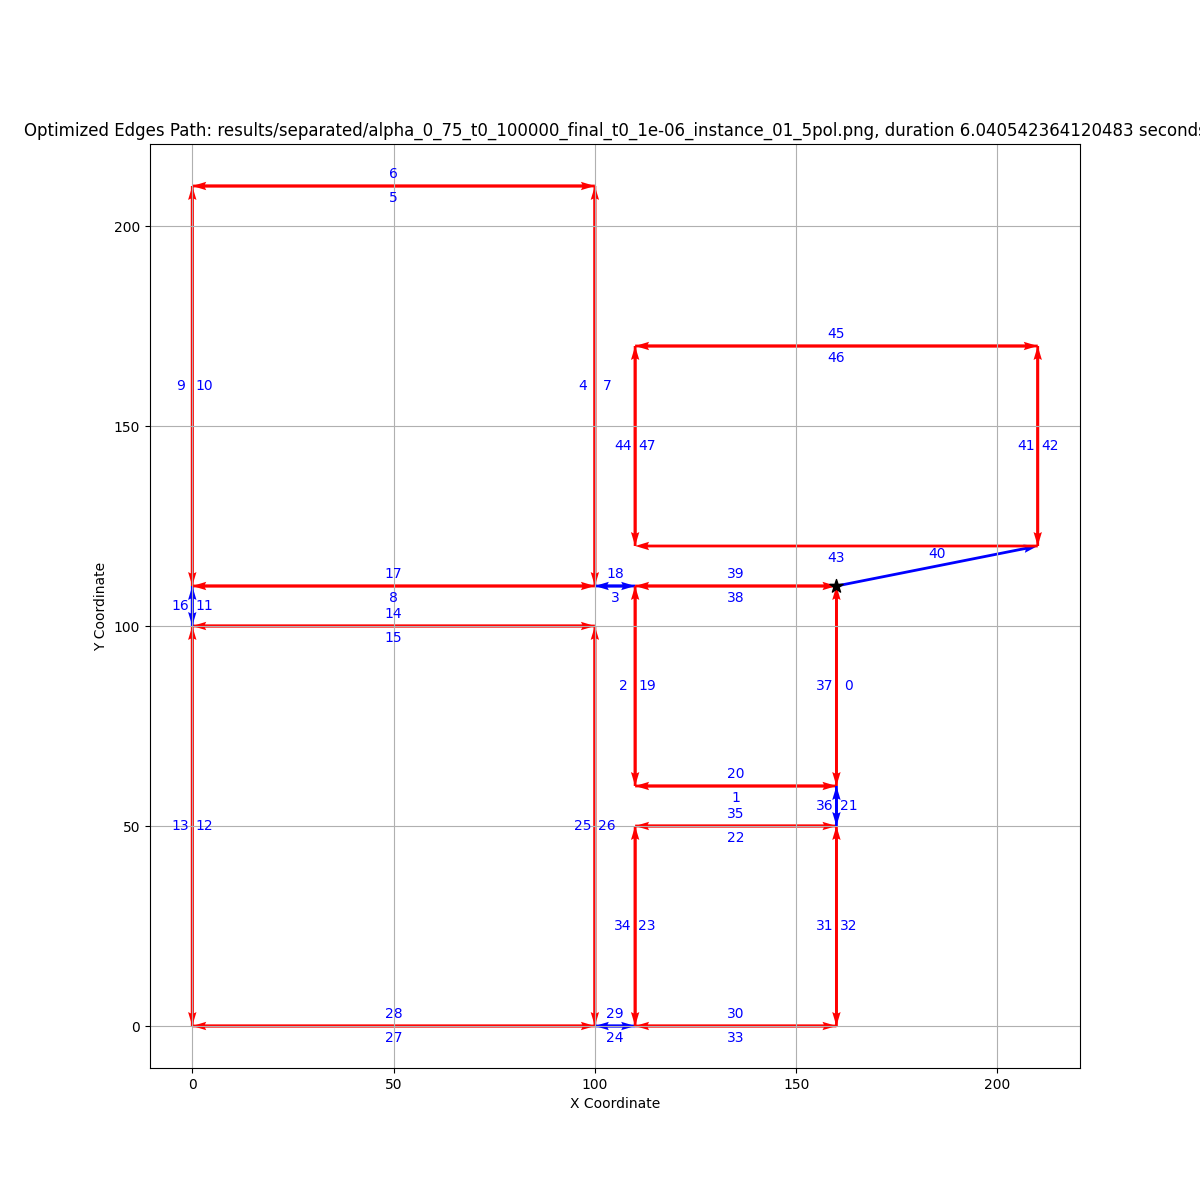 Optimized Edges Path: results/separated/alpha_0_75_t0_100000_final_t0_1e-06_instance_01_5pol.png, duration 6.040542364120483 seconds
6
5
200
45
46
9 10 4 7
150
44 47 41 42
43 40
17 18 39
8 3 38
16 11
14
100
15
2 19 37 0
20
1
36 21
35
50
13 12 25 26
22
34 23 31 32
28 29 30
0
27 24 33
0 50 100 150 200
X Coordinate
Y Coordinate